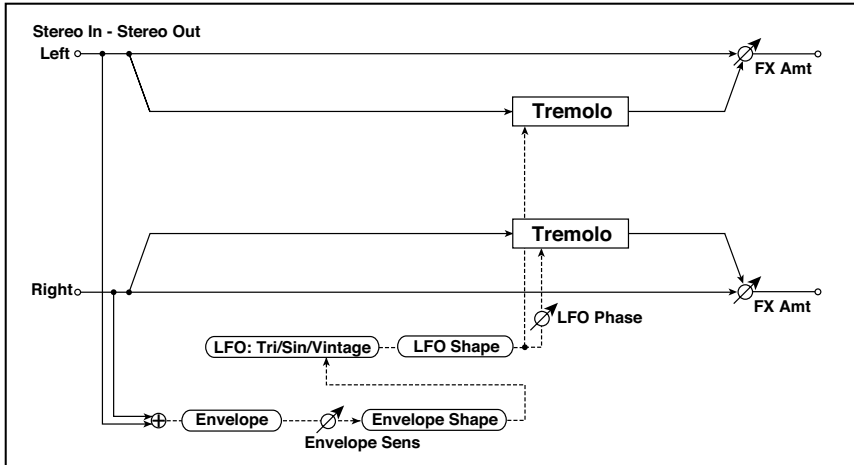 Stereo In - Stereo Out
Left
FX Amt
Tremolo
Tremolo
Right
FX Amt
LFO Phase
LFO: Tri/Sin/Vintage
LFO Shape
Envelope
Envelope Shape
Envelope Sens